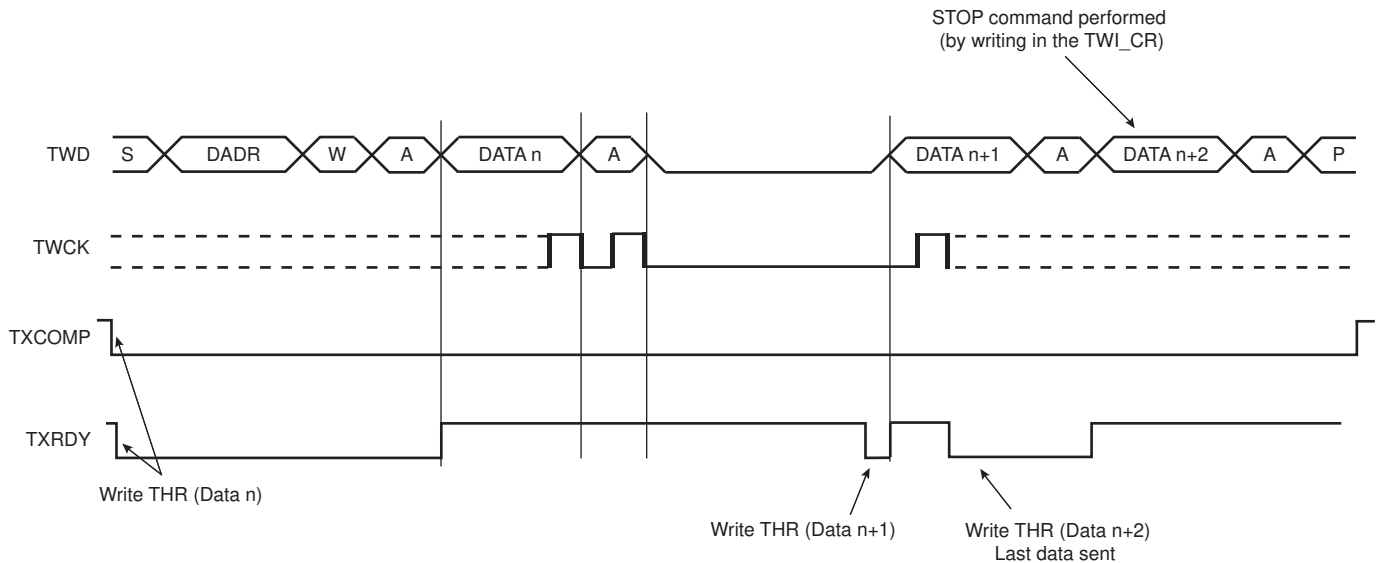 STOP command performed
(by writing in the TWI_CR)
TWD
S
DADR
W
A
DATA n
A
DATA n+1
A
DATA n+2
A
P
TWCK
TXCOMP
TXRDY
Write THR (Data n)
Write THR (Data n+1)
Write THR (Data n+2)
Last data sent